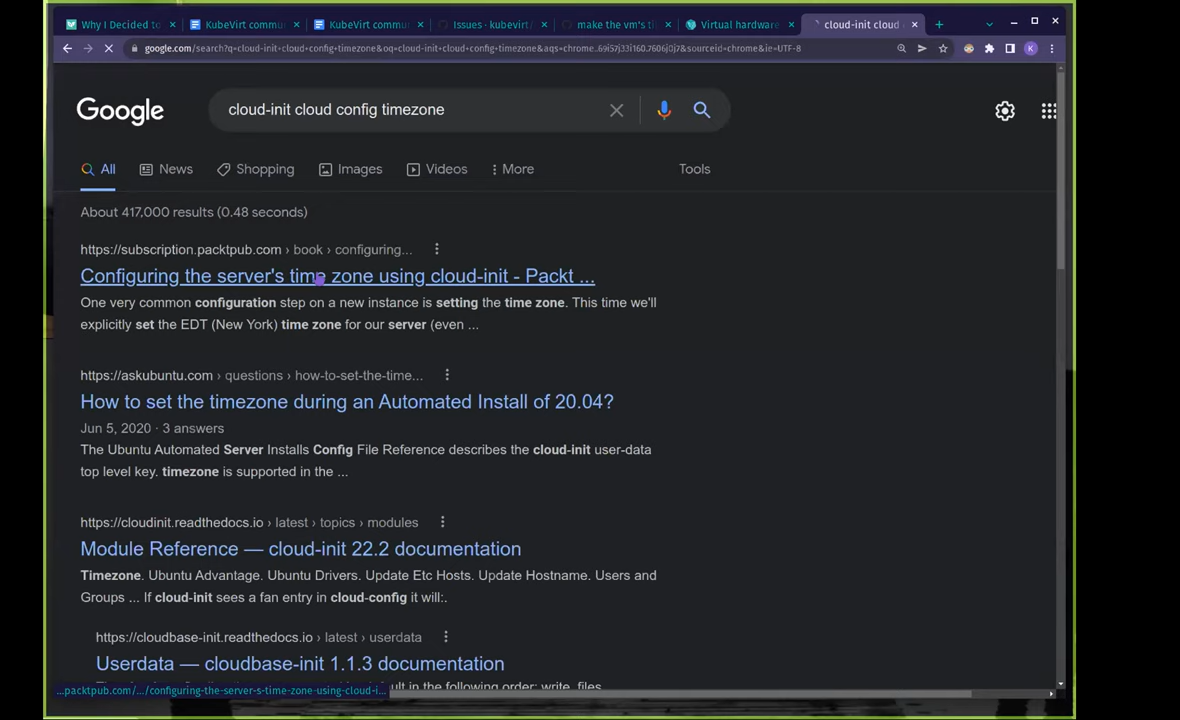 Why I Decided to
KubeVirt commu
KubeVirt commu
Issues · kubevirt/
make the vm's ti
Virtual hardware
cloud-init cloud
google.com/search?q=cloud-init+cloud+config+timezone&oq=cloud-init+cloud+config+timezone&aqs=chrome..69i57j33i160.7606j0j7&sourceid=chrome&ie=UTF-8
K
Google
cloud-init cloud config timezone
All
News
Shopping
Images
Videos
More
Tools
About 417,000 results (0.48 seconds)
https://subscription.packtpub.com › book › configuring...
Configuring the server's time zone using cloud-init - Packt ...
One very common configuration step on a new instance is setting the time zone. This time we'll
explicitly set the EDT (New York) time zone for our server (even ...
https://askubuntu.com › questions › how-to-set-the-time...
How to set the timezone during an Automated Install of 20.04?
Jun 5, 2020 · 3 answers
The Ubuntu Automated Server Installs Config File Reference describes the cloud-init user-data
top level key. timezone is supported in the ...
https://cloudinit.readthedocs.io › latest › topics › modules
Module Reference — cloud-init 22.2 documentation
Timezone. Ubuntu Advantage. Ubuntu Drivers. Update Etc Hosts. Update Hostname. Users and
Groups ... If cloud-init sees a fan entry in cloud-config it will:.
https://cloudbase-init.readthedocs.io › latest › userdata
Userdata — cloudbase-init 1.1.3 documentation
in the following order: write_files
...packtpub.com/.../configuring-the-server-s-time-zone-using-cloud-i...